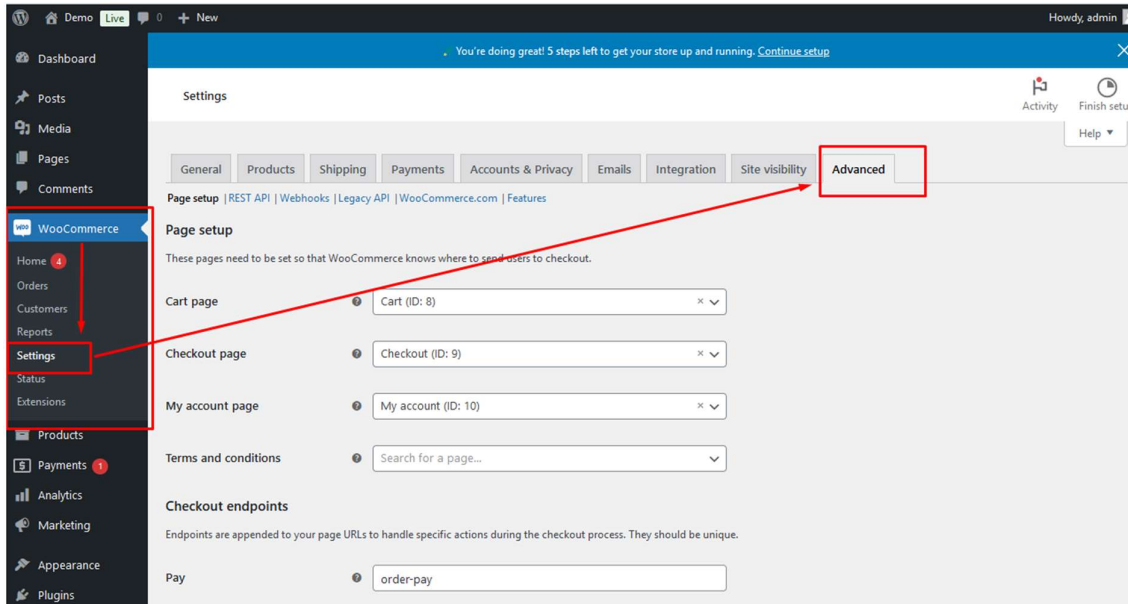 Demo Live 0 + New
Howdy, admin
Dashboard
Posts
Media
Pages
Comments
WooCommerce
Home 4
Orders
Customers
Reports
Settings
Status
Extensions
Products
Payments 1
Analytics
Marketing
Appearance
Plugins
You're doing great! 5 steps left to get your store up and running. Continue setup
Settings
Activity
Finish setu
Help
General Products Shipping Payments Accounts & Privacy Emails Integration Site visibility Advanced
Page setup | REST API | Webhooks | Legacy API | WooCommerce.com | Features
Page setup
These pages need to be set so that WooCommerce knows where to send users to checkout.
Cart page Cart (ID: 8)
Checkout page Checkout (ID: 9)
My account page My account (ID: 10)
Terms and conditions Search for a page...
Checkout endpoints
Endpoints are appended to your page URLs to handle specific actions during the checkout process. They should be unique.
Pay order-pay